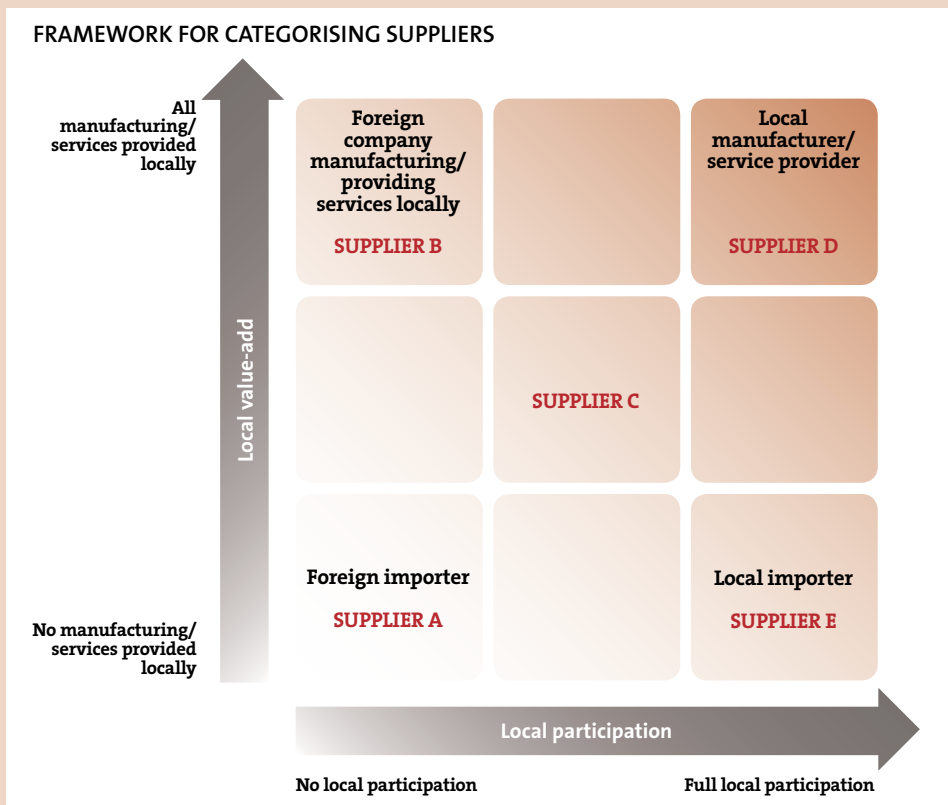 FRAMEWORK FOR CATEGORISING SUPPLIERS
All
manufacturing/
services provided
locally
Foreign
company
manufacturing/
providing
services locally
SUPPLIER B
Local
manufacturer/
service provider
SUPPLIER D
Local value-add
SUPPLIER C
Foreign importer
SUPPLIER A
Local importer
SUPPLIER E
No manufacturing/
services provided
locally
Local participation
No local participation
Full local participation